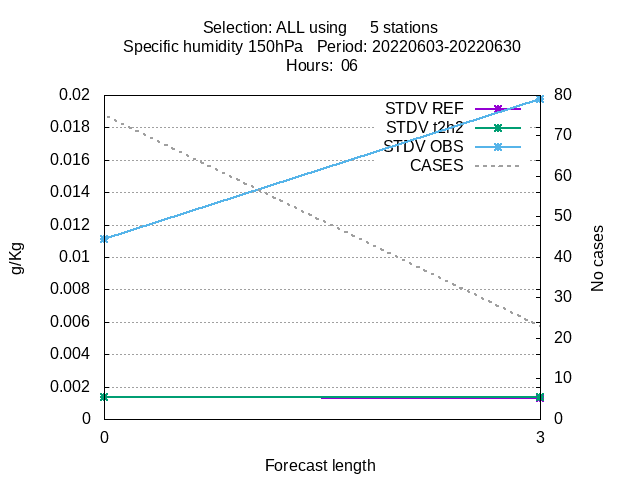 Selection: ALL using 5 stations
Specific humidity 150hPa Period: 20220603-20220630
Hours: 06
0.02
0.018
0.016
0.014
0.012
0.01
0.008
0.006
0.004
0.002
0
g/Kg
STDV REF
STDV t2h2
STDV OBS
CASES
80
70
60
50
40
30
20
10
0
No cases
0
3
Forecast length